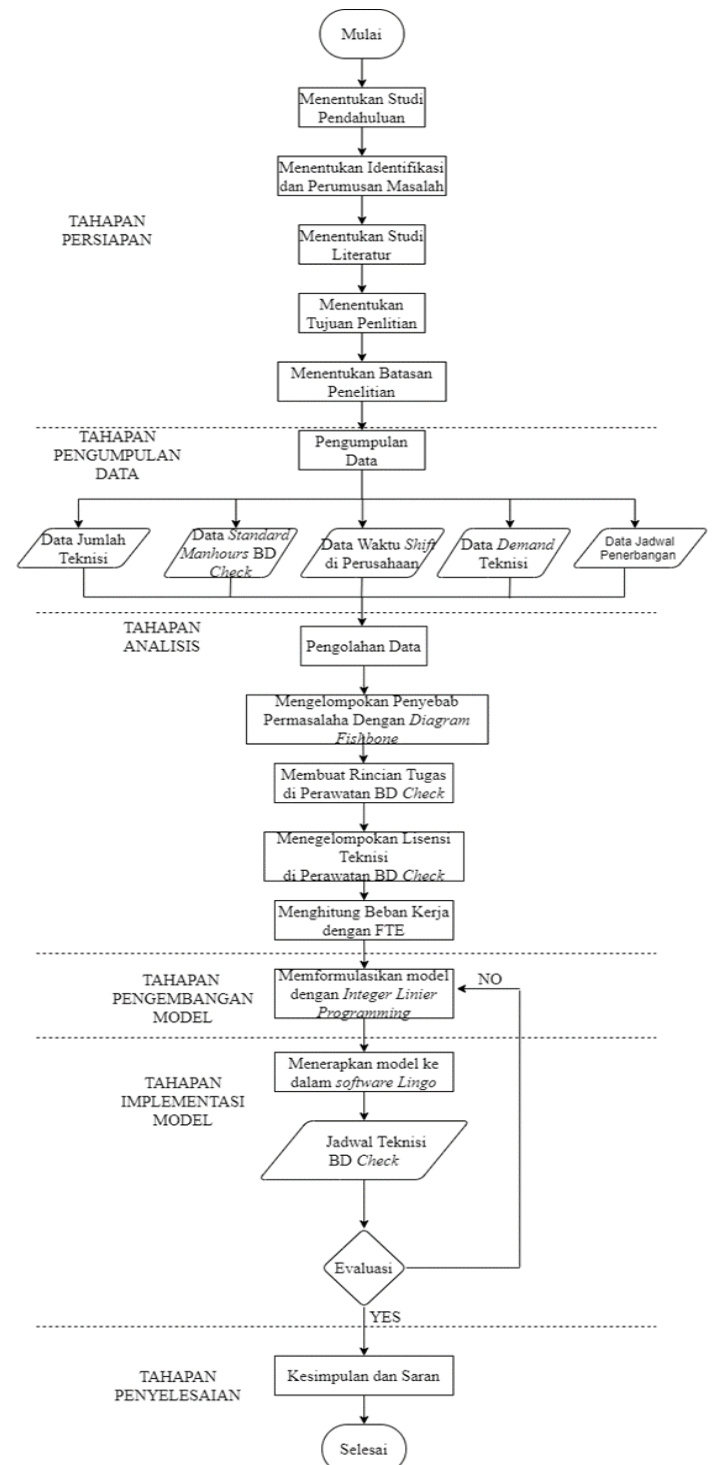 Mulai
Menentukan Studi
Pendahuluan
Menentukan Identifikasi
dan Perumusan Masalah
TAHAPAN
PERSIAPAN
Menentukan Studi
Literatur
Menentukan
Tujuan Penlitian
Menentukan Batasan
Penelitian
TAHAPAN
PENGUMPULAN
DATA
Pengumpulan
Data
Data Jumlah
Teknisi
Data Standard
Manhours BD
Check
Data Waktu Shift
di Perusahaan
Data Demand
Teknisi
Data Jadwal
Penerbangan
TAHAPAN
ANALISIS
Pengolahan Data
Mengelompokan Penyebab
Permasalaha Dengan Diagram
Fishbone
Membuat Rincian Tugas
di Perawatan BD Check
Menegelompokan Lisensi
Teknisi
di Perawatan BD Check
Menghitung Beban Kerja
dengan FTE
TAHAPAN
PENGEMBANGAN
MODEL
Memformulasikan model
dengan Integer Linier
Programming
NO
TAHAPAN
IMPLEMENTASI
MODEL
Menerapkan model ke
dalam software Lingo
Jadwal Teknisi
BD Check
Evaluasi
YES
TAHAPAN
PENYELESAIAN
Kesimpulan dan Saran
Selesai